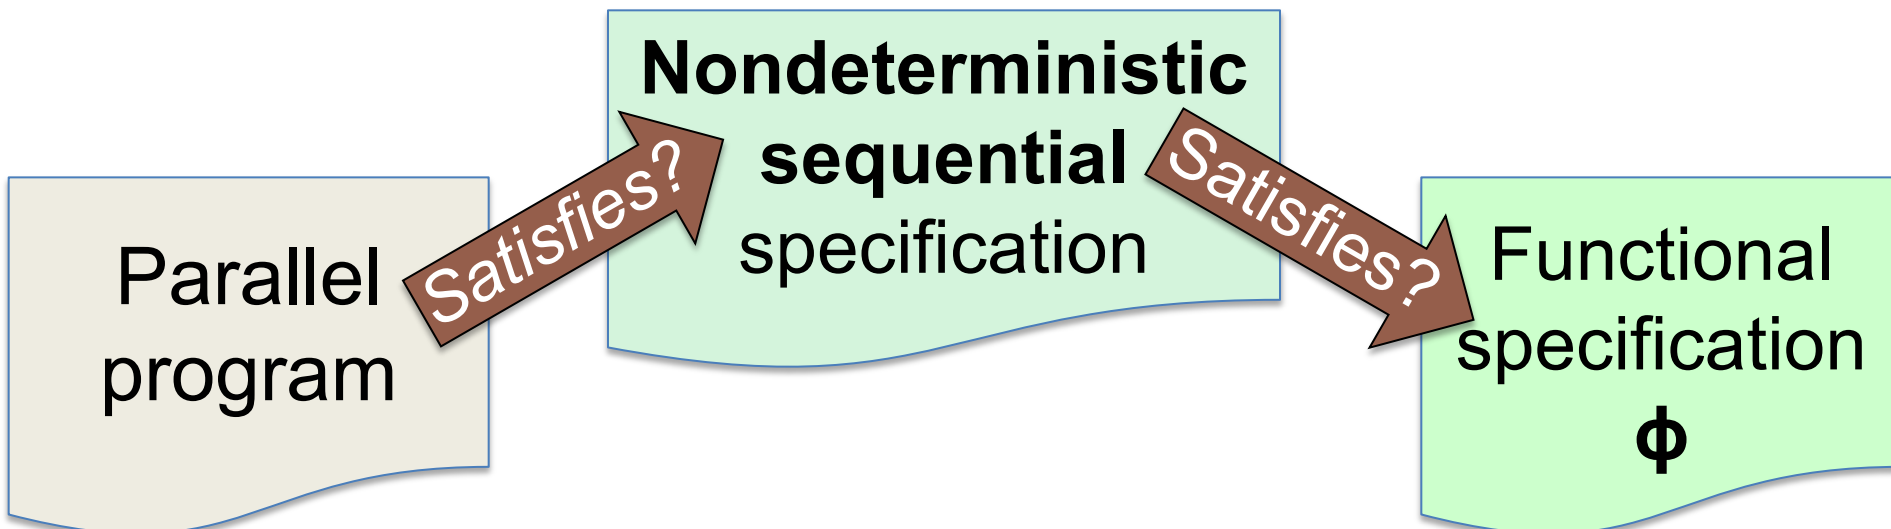 Parallel
program
Satisfies?
Nondeterministic
sequential
specification
Satisfies?
Functional
specification
ϕ